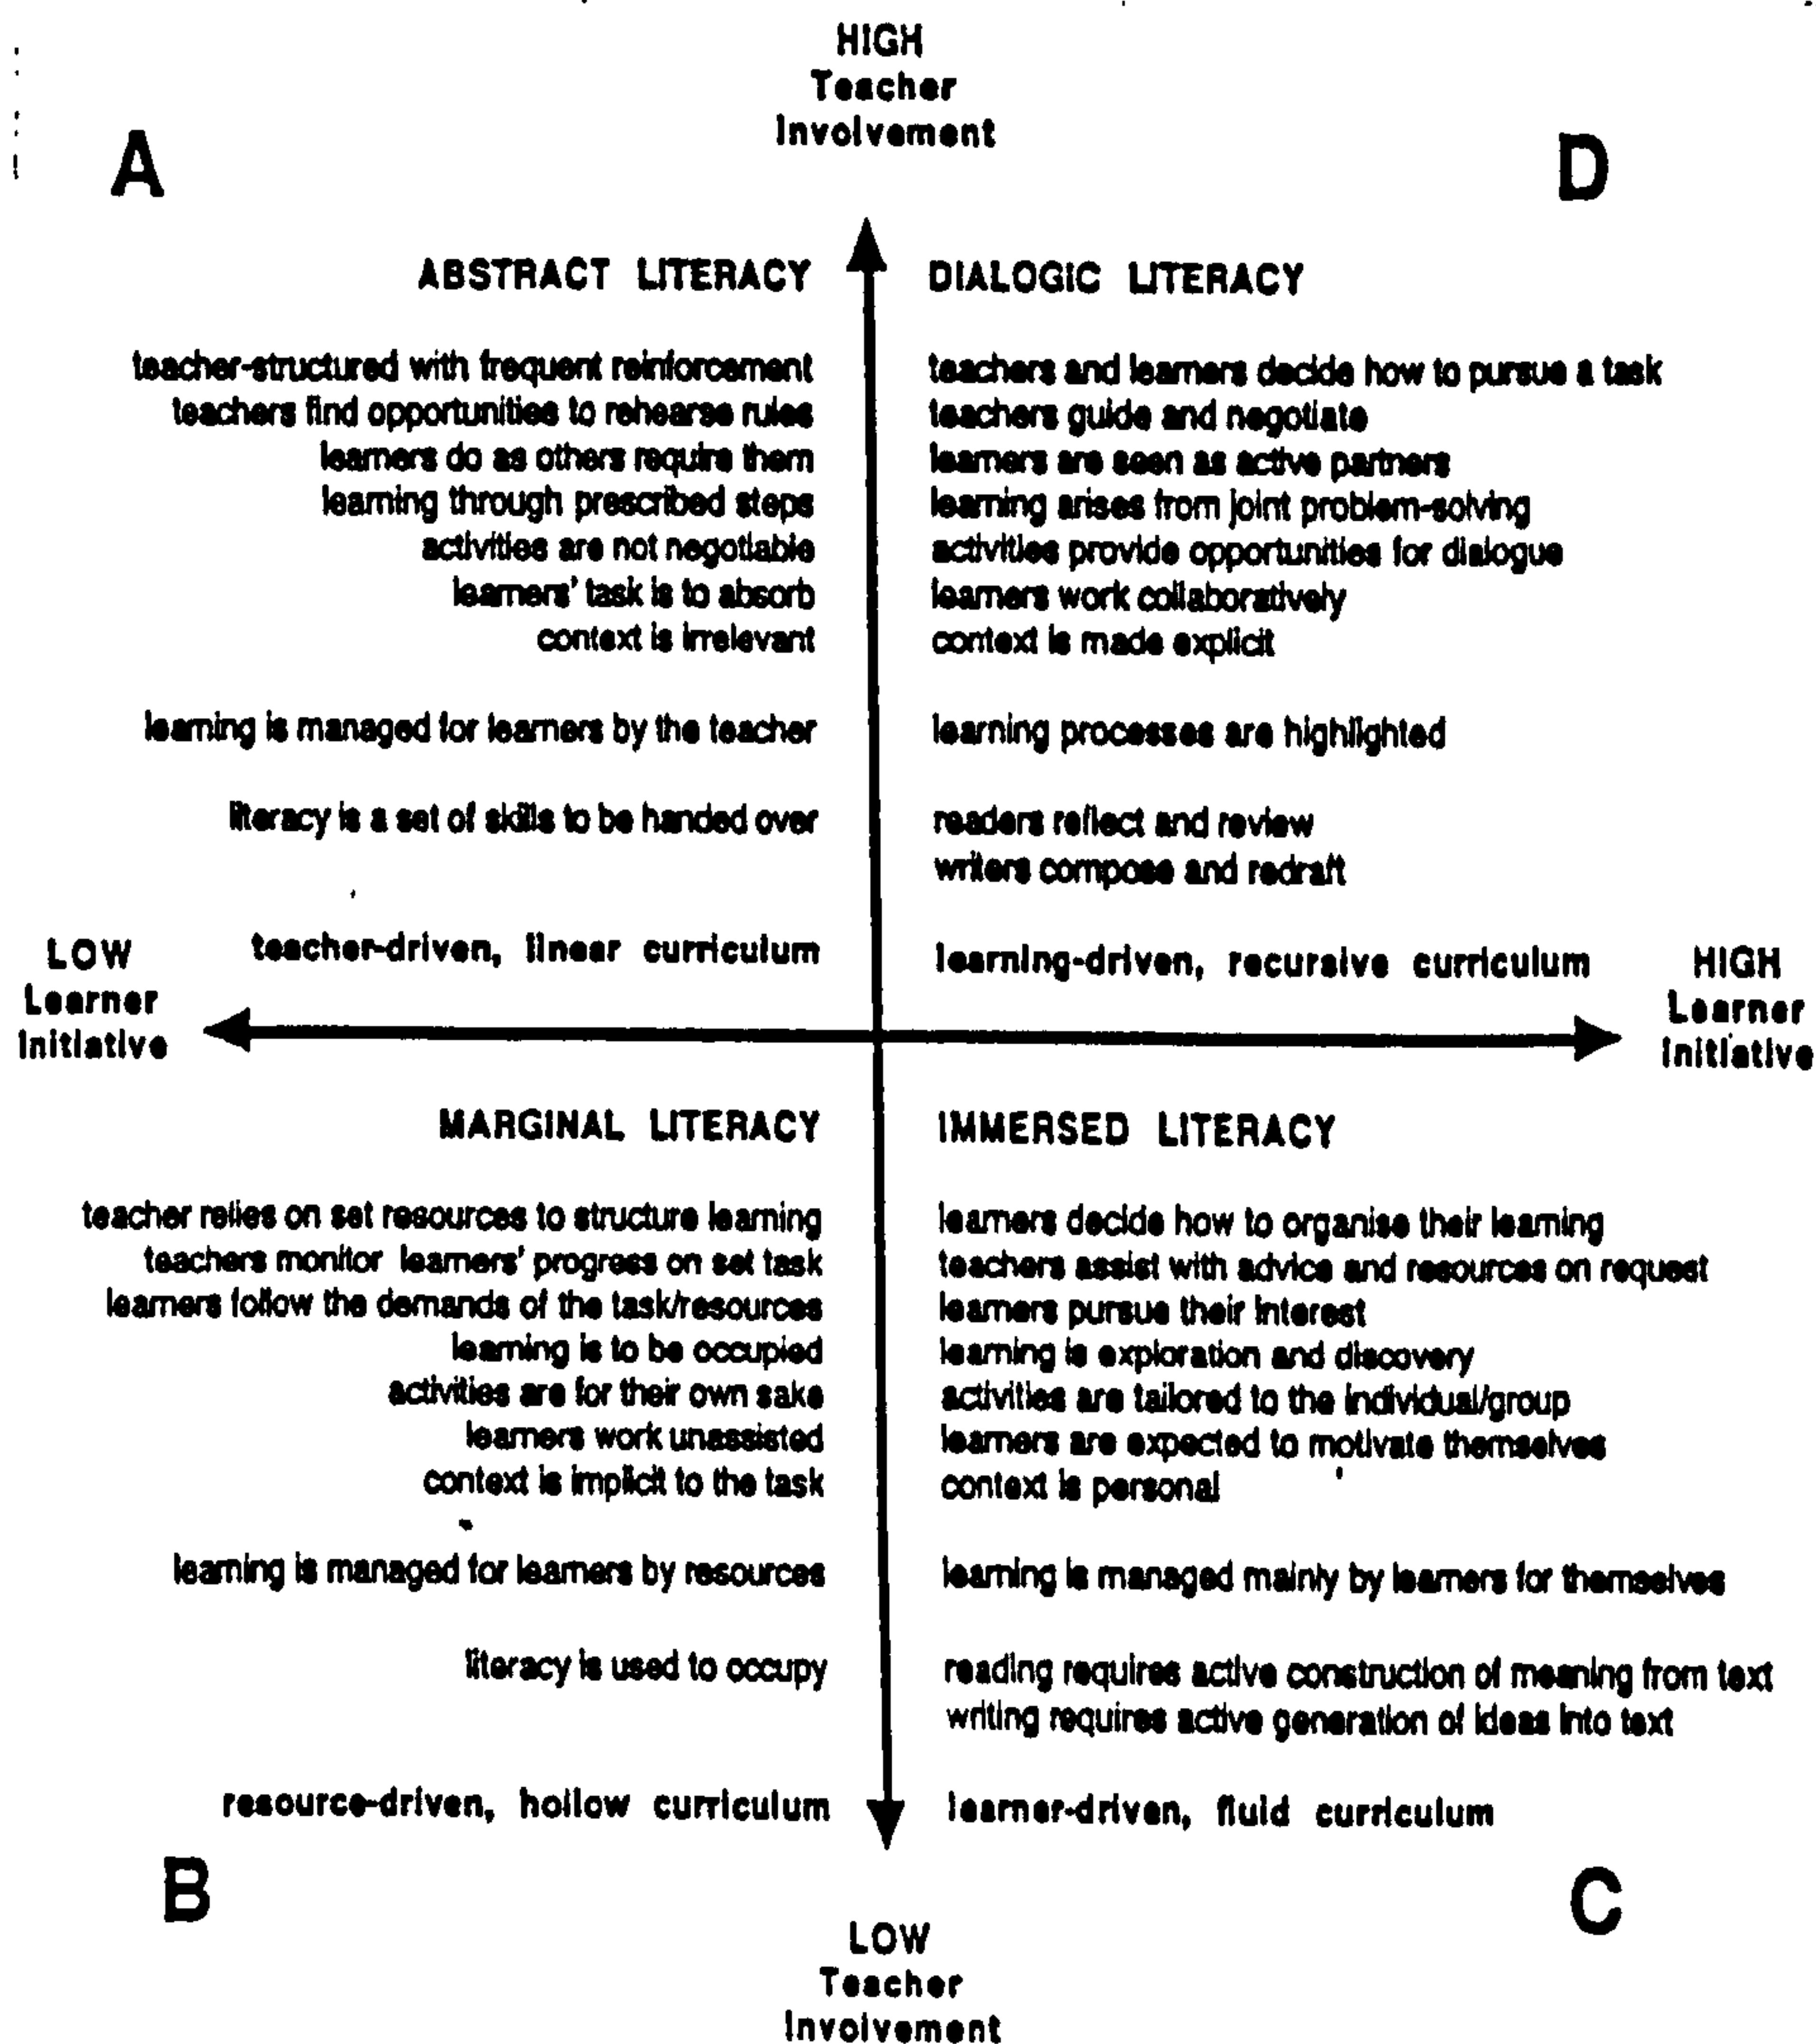 HIGH
Teacher
Involvement
A
D
ABSTRACT LITERACY
teacher-structured with frequent reinforcement
teachers find opportunities to rehearse rules
learners do as others require them
learning through prescribed steps
activities are not negotiable
learners' task is to absorb
context is irrelevant
learning is managed for learners by the teacher
literacy is a set of skills to be handed over
teacher-driven, linear curriculum
DIALOGIC LITERACY
teachers and learners decide how to pursue a task
teachers guide and negotiate
learners are seen as active partners
learning arises from joint problem-solving
activities provide opportunities for dialogue
learners work collaboratively
context is made explicit
learning processes are highlighted
readers reflect and review
writers compose and redraft
learning-driven, recursive curriculum
LOW
Learner
Initiative
HIGH
Learner
Initiative
MARGINAL LITERACY
teacher relies on set resources to structure learning
teachers monitor learners' progress on set task
learners follow the demands of the task/resources
learning is to be occupied
activities are for their own sake
learners work unassisted
context is implicit to the task
learning is managed for learners by resources
literacy is used to occupy
resource-driven, hollow curriculum
IMMERSED LITERACY
learners decide how to organise their learning
teachers assist with advice and resources on request
learners pursue their interest
learning is exploration and discovery
activities are tailored to the individual/group
learners are expected to motivate themselves
context is personal
learning is managed mainly by learners for themselves
reading requires active construction of meaning from text
writing requires active generation of ideas into text
learner-driven, fluid curriculum
B
C
LOW
Teacher
Involvement